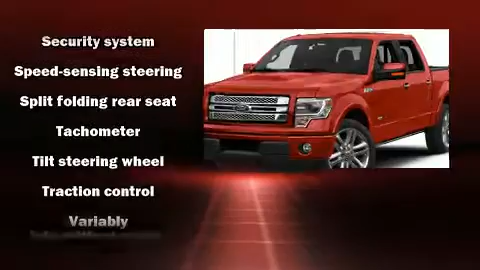 Security system
Speed-sensing steering
Split folding rear seat
Tachometer
Tilt steering wheel
Traction control
Variably